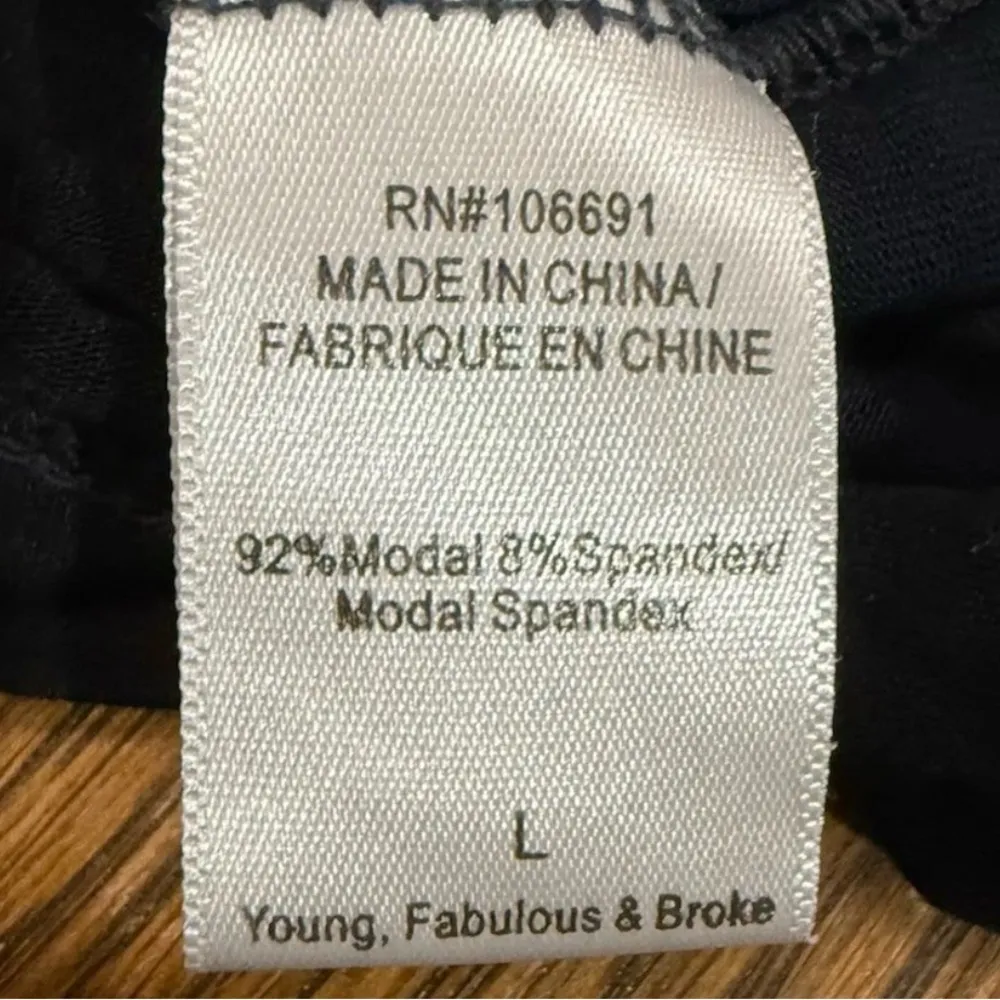 RN#106691
MADE IN CHINA/
FABRIQUE EN CHINE
92%Modal 8%Spandex/
Modal Spandex
L
Young, Fabulous & Broke